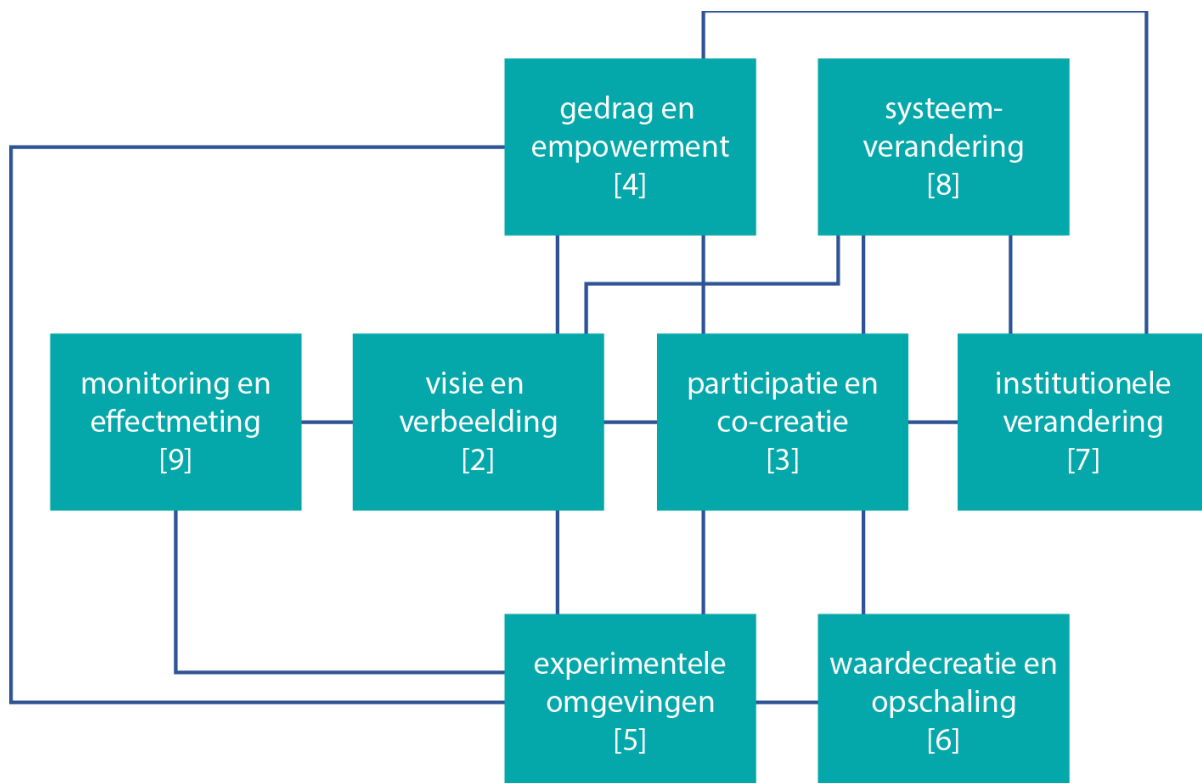 gedrag en
empowerment
[4]
systeem-
verandering
[8]
monitoring en
effectmeting
[9]
visie en
verbeelding
[2]
participatie en
co-creatie
[3]
institutionele
verandering
[7]
experimentele
omgevingen
[5]
waardecreatie en
opschaling
[6]